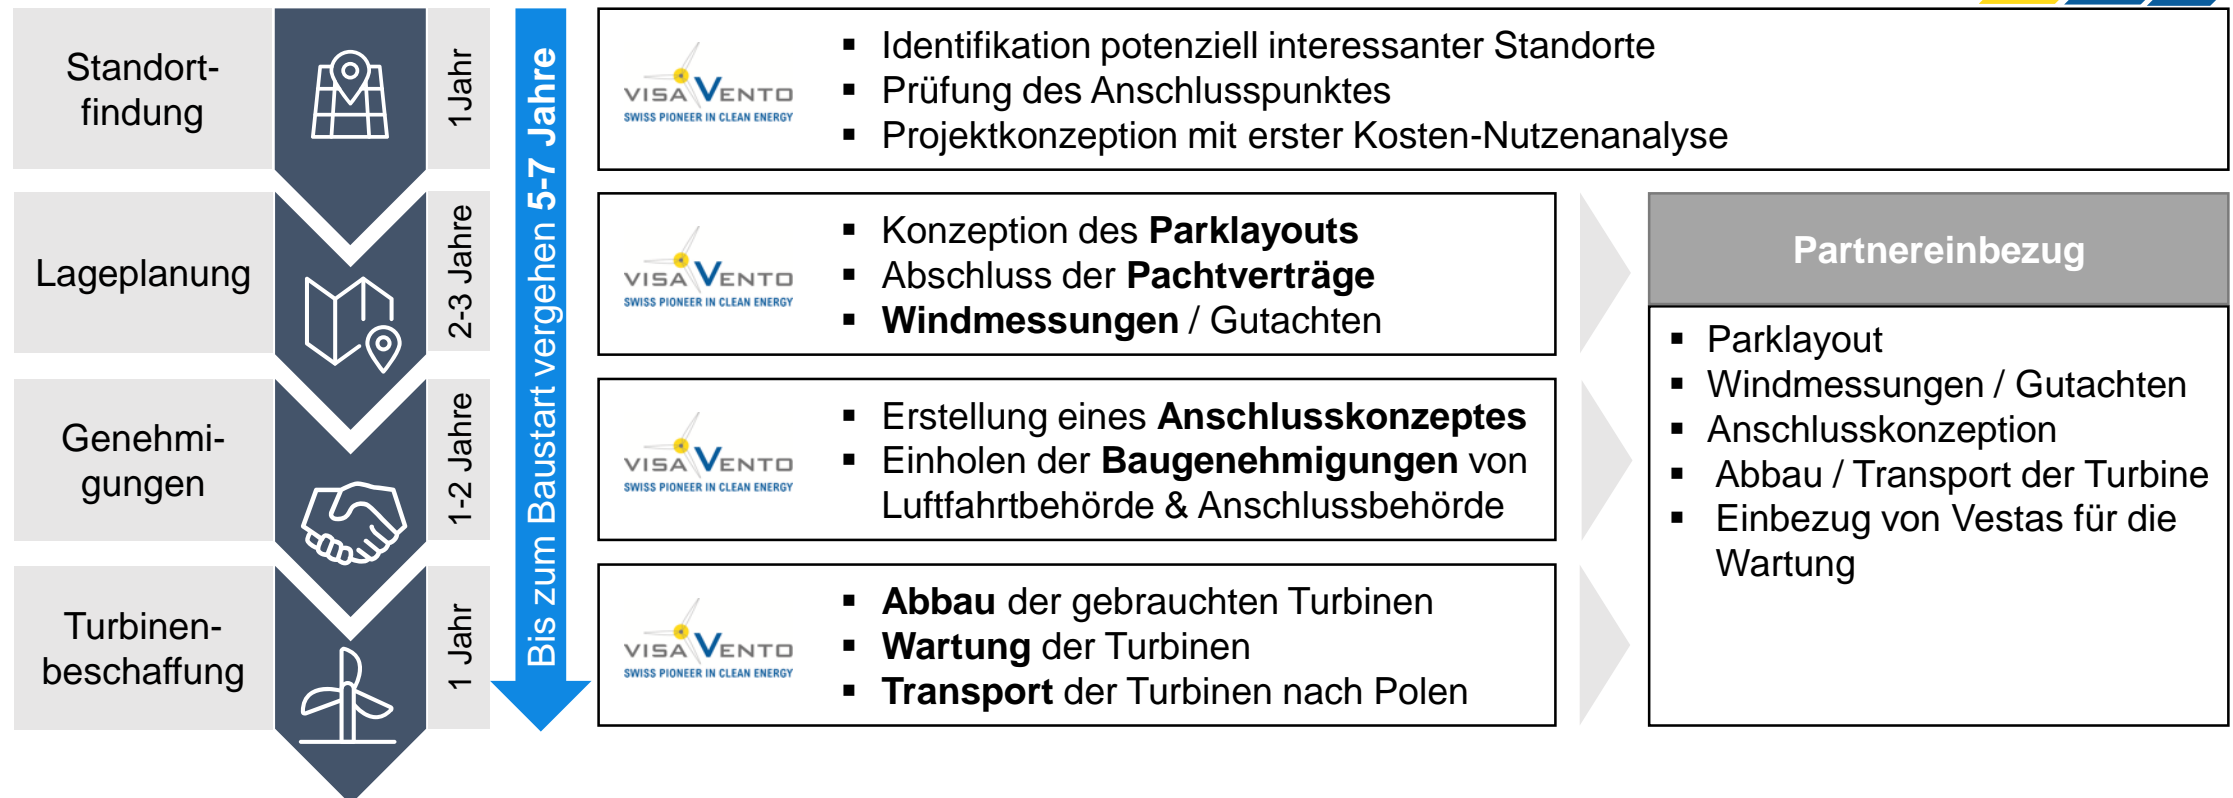 Standort-
findung
1Jahr
VISA VENTO
SWISS PIONEER IN CLEAN ENERGY
▪ Identifikation potenziell interessanter Standorte
▪ Prüfung des Anschlusspunktes
▪ Projektkonzeption mit erster Kosten-Nutzenanalyse
Bis zum Baustart vergehen 5-7 Jahre
Lageplanung
2-3 Jahre
VISA VENTO
SWISS PIONEER IN CLEAN ENERGY
▪ Konzeption des Parklayouts
▪ Abschluss der Pachtverträge
▪ Windmessungen / Gutachten
Genehmi-
gungen
1-2 Jahre
VISA VENTO
SWISS PIONEER IN CLEAN ENERGY
▪ Erstellung eines Anschlusskonzeptes
▪ Einholen der Baugenehmigungen von
Luftfahrtbehörde & Anschlussbehörde
Turbinen-
beschaffung
1 Jahr
VISA VENTO
SWISS PIONEER IN CLEAN ENERGY
▪ Abbau der gebrauchten Turbinen
▪ Wartung der Turbinen
▪ Transport der Turbinen nach Polen
Partnereinbezug
▪ Parklayout
▪ Windmessungen / Gutachten
▪ Anschlusskonzeption
▪ Abbau / Transport der Turbine
▪ Einbezug von Vestas für die
Wartung